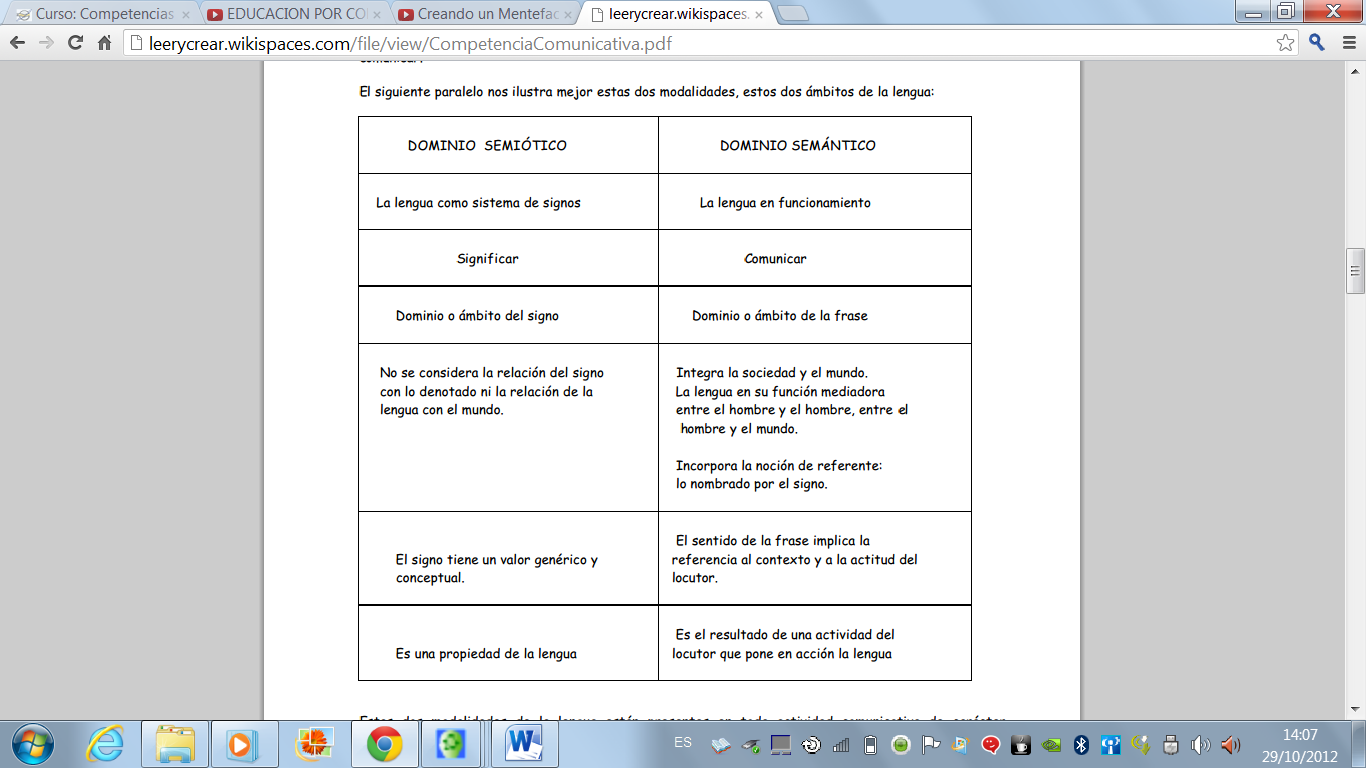 Curso: Competencias
EDUCACION POR CO
Creando un Mentefac
leerycrear.wikispaces.
leerycrear.wikispaces.com/file/view/CompetenciaComunicativa.pdf
El siguiente paralelo nos ilustra mejor estas dos modalidades, estos dos ámbitos de la lengua:
DOMINIO SEMIÓTICO
DOMINIO SEMÁNTICO
La lengua como sistema de signos
La lengua en funcionamiento
Significar
Comunicar
Dominio o ámbito del signo
Dominio o ámbito de la frase
No se considera la relación del signo
con lo denotado ni la relación de la
lengua con el mundo.
Integra la sociedad y el mundo.
La lengua en su función mediadora
entre el hombre y el hombre, entre el
hombre y el mundo.
Incorpora la noción de referente:
lo nombrado por el signo.
El signo tiene un valor genérico y
conceptual.
El sentido de la frase implica la
referencia al contexto y a la actitud del
locutor.
Es una propiedad de la lengua
Es el resultado de una actividad del
locutor que pone en acción la lengua
ES
14:07
29/10/2012